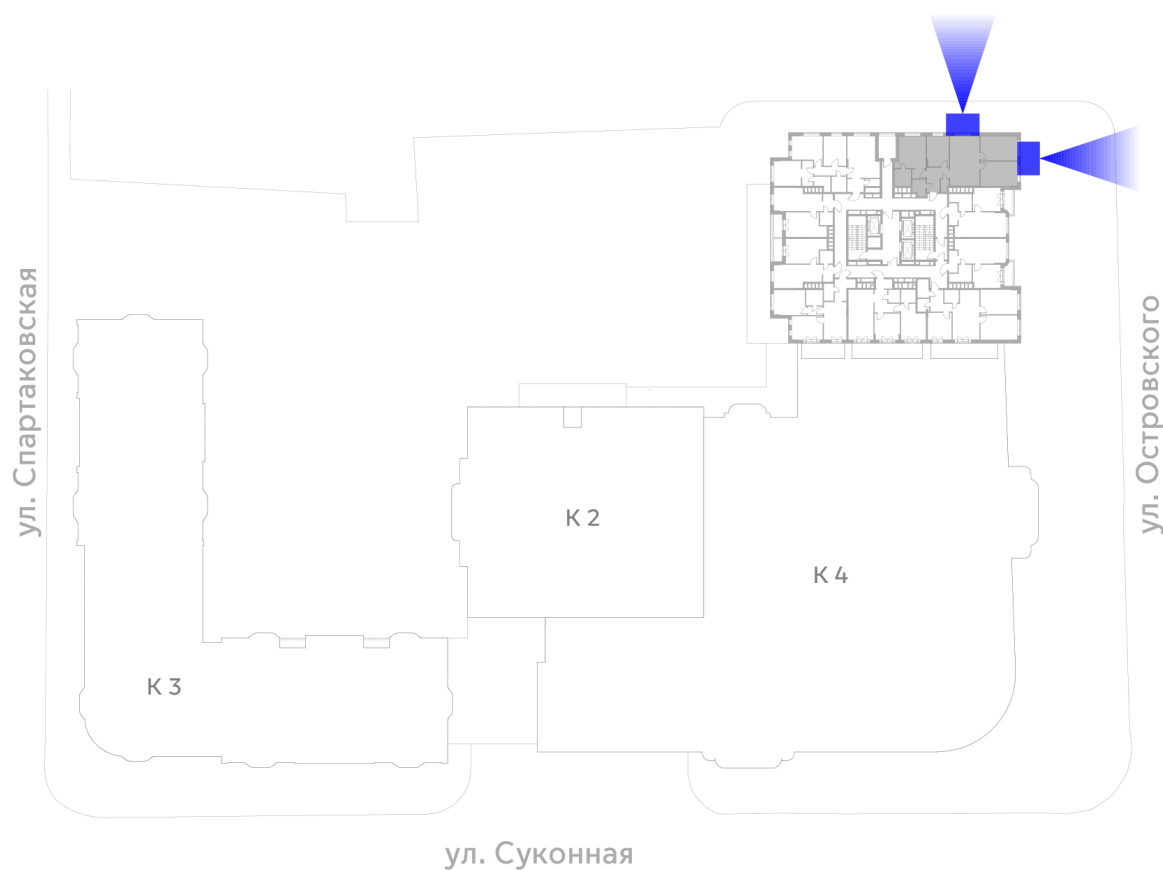 ул. Спартаковская
ул. Островского
К 2
К 4
К 3
ул. Суконная